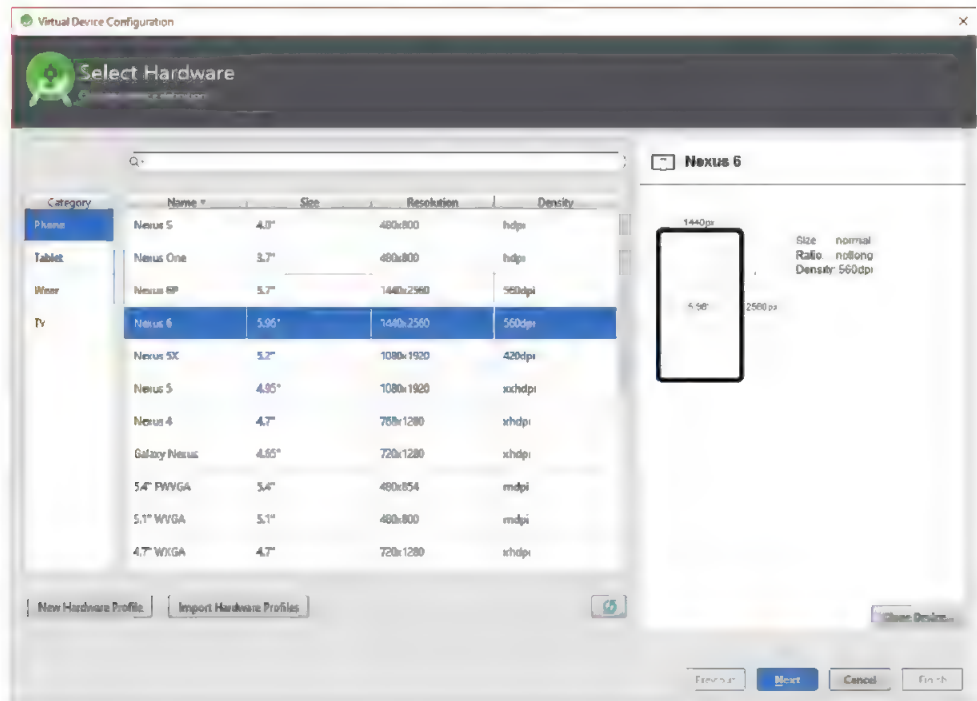 Virtual Device Configuration
Select Hardware
Category
Phone
Tablet
Wear
TV
Name Size Resolution Density
Nexus S 4.0" 480x800 hdpi
Nexus One 3.7" 480x800 hdpi
Nexus 6P 5.7" 1440x2560 560dpi
Nexus 6 5.96" 1440x2560 560dpi
Nexus 5X 5.2" 1080x1920 420dpi
Nexus 5 4.95" 1080x1920 xxhdpi
Nexus 4 4.7" 768x1280 xhdpi
Galaxy Nexus 4.65" 720x1280 xhdpi
5.4" FWVGA 5.4" 480x854 mdpi
5.1" WVGA 5.1" 480x800 mdpi
4.7" WXGA 4.7" 720x1280 xhdpi
New Hardware Profile Import Hardware Profiles
Nexus 6
1440px
5.96" 2560px
Size normal
Ratio notlong
Density: 560dpi
Clone Device...
Previous Next Cancel Finish